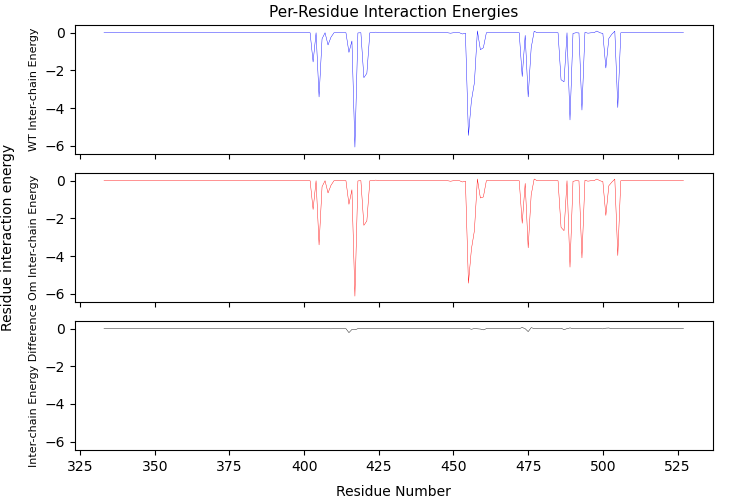 Per-Residue Interaction Energies
WT Inter-chain Energy
0
−2
−4
−6
Om Inter-chain Energy
0
−2
−4
−6
Inter-chain Energy Difference
0
−2
−4
−6
325 350 375 400 425 450 475 500 525
Residue interaction energy
Residue Number